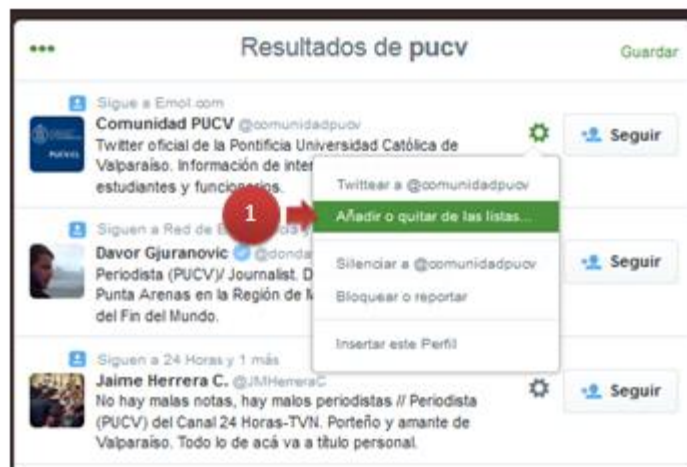 Resultados de pucv
Guardar
Sigue a Emol.com
Comunidad PUCV @comunidadpucv
Twitter oficial de la Pontificia Universidad Católica de
Valparaíso. Información de inter
estudiantes y funcionarios.
Seguir
Twittear a @comunidadpucv
1
Añadir o quitar de las listas...
Silenciar a @comunidadpucv
Bloquear o reportar
Insertar este Perfil
Siguen a Red de
Davor Gjuranovic @donda
Periodista (PUCV)/ Journalist. D
Punta Arenas en la Región de M
del Fin del Mundo.
Seguir
Siguen a 24 Horas y 1 más
Jaime Herrera C. @JMHerreraC
No hay malas notas, hay malos periodistas // Periodista
(PUCV) del Canal 24 Horas-TVN. Porteño y amante de
Valparaíso. Todo lo de acá va a título personal.
Seguir